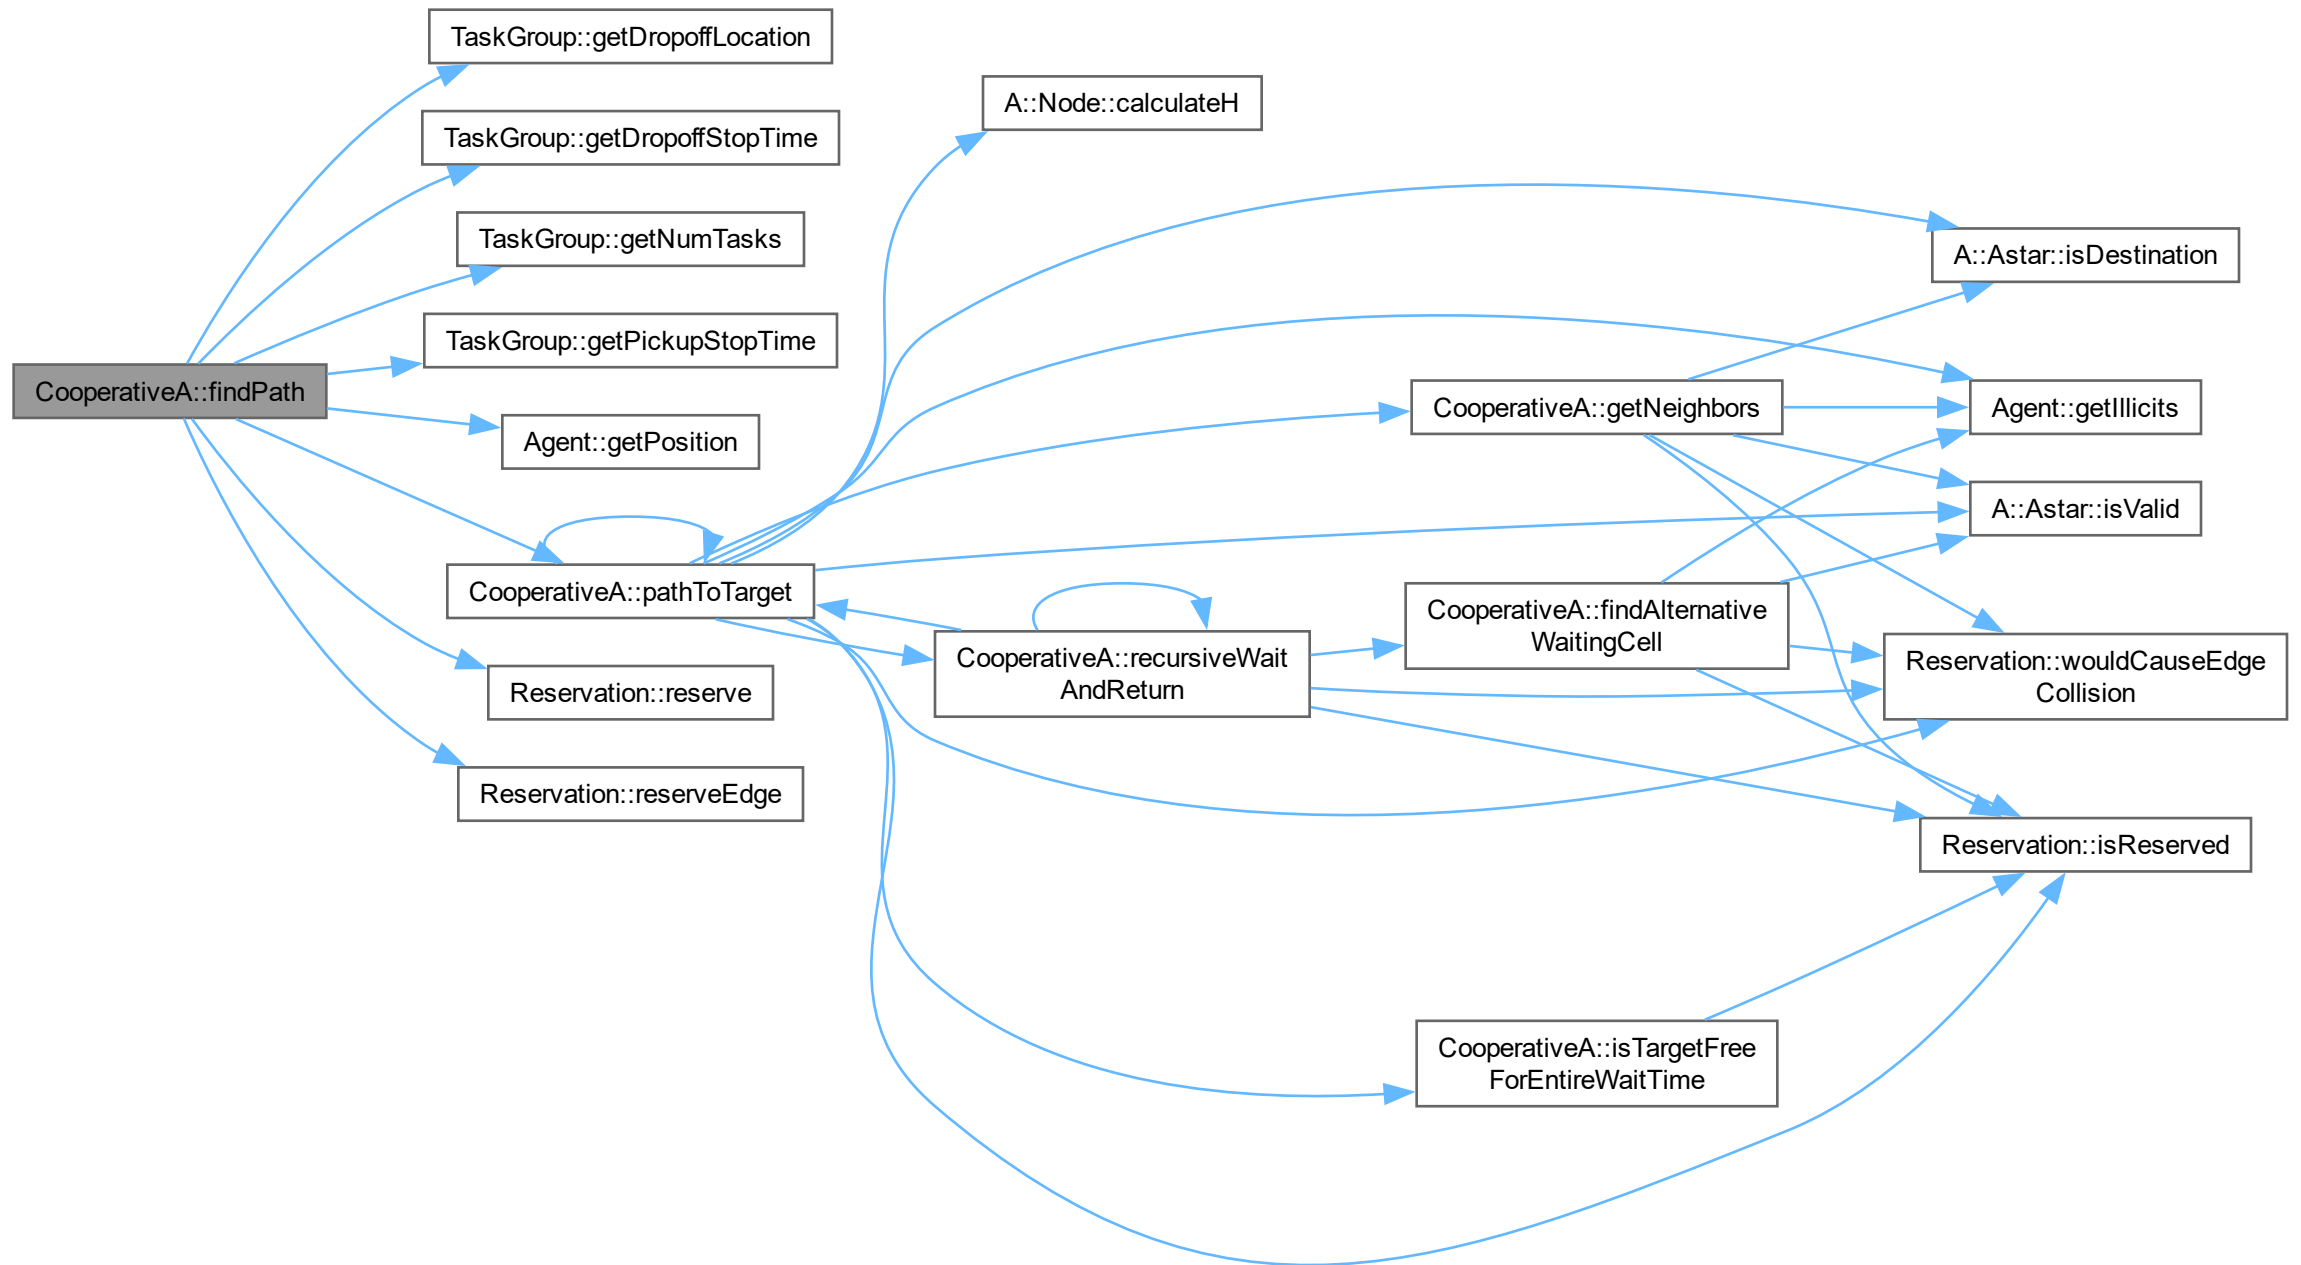 TaskGroup::getDropoffLocation
A::Node::calculateH
TaskGroup::getDropoffStopTime
TaskGroup::getNumTasks
A::Astar::isDestination
TaskGroup::getPickupStopTime
CooperativeA::findPath
CooperativeA::getNeighbors
Agent::getIllicits
Agent::getPosition
A::Astar::isValid
CooperativeA::pathToTarget
CooperativeA::findAlternative
WaitingCell
CooperativeA::recursiveWait
AndReturn
Reservation::wouldCauseEdge
Collision
Reservation::reserve
Reservation::reserveEdge
Reservation::isReserved
CooperativeA::isTargetFree
ForEntireWaitTime